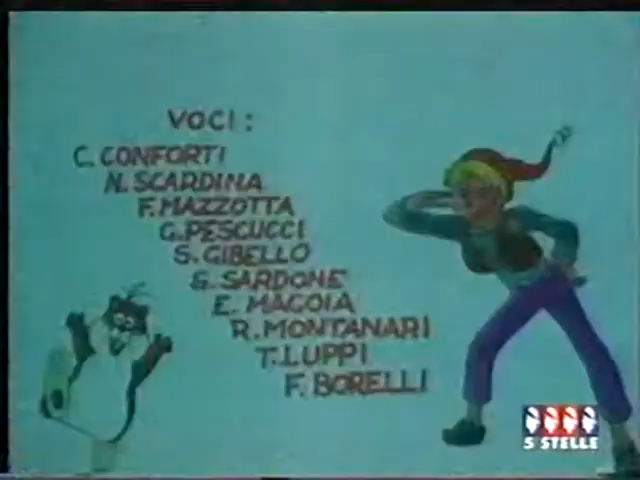 VOCI:
C. CONFORTI
N. SCARDINA
F. MAZZOTTA
G. PESCUCCI
S. GIBELLO
G. SARDONE
E. MAGOIA
R. MONTANARI
T. LUPPI
F. BORELLI
5 STELLE